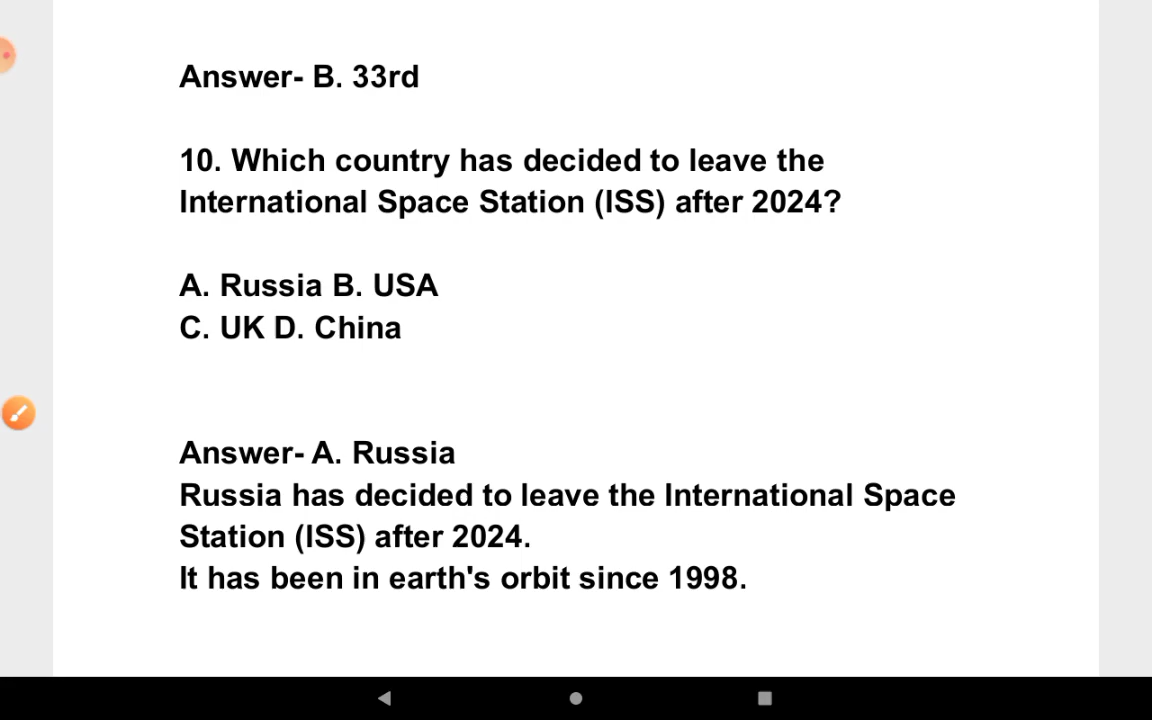 Answer- B. 33rd
10. Which country has decided to leave the
International Space Station (ISS) after 2024?
A. Russia B. USA
C. UK D. China
Answer- A. Russia
Russia has decided to leave the International Space
Station (ISS) after 2024.
It has been in earth's orbit since 1998.